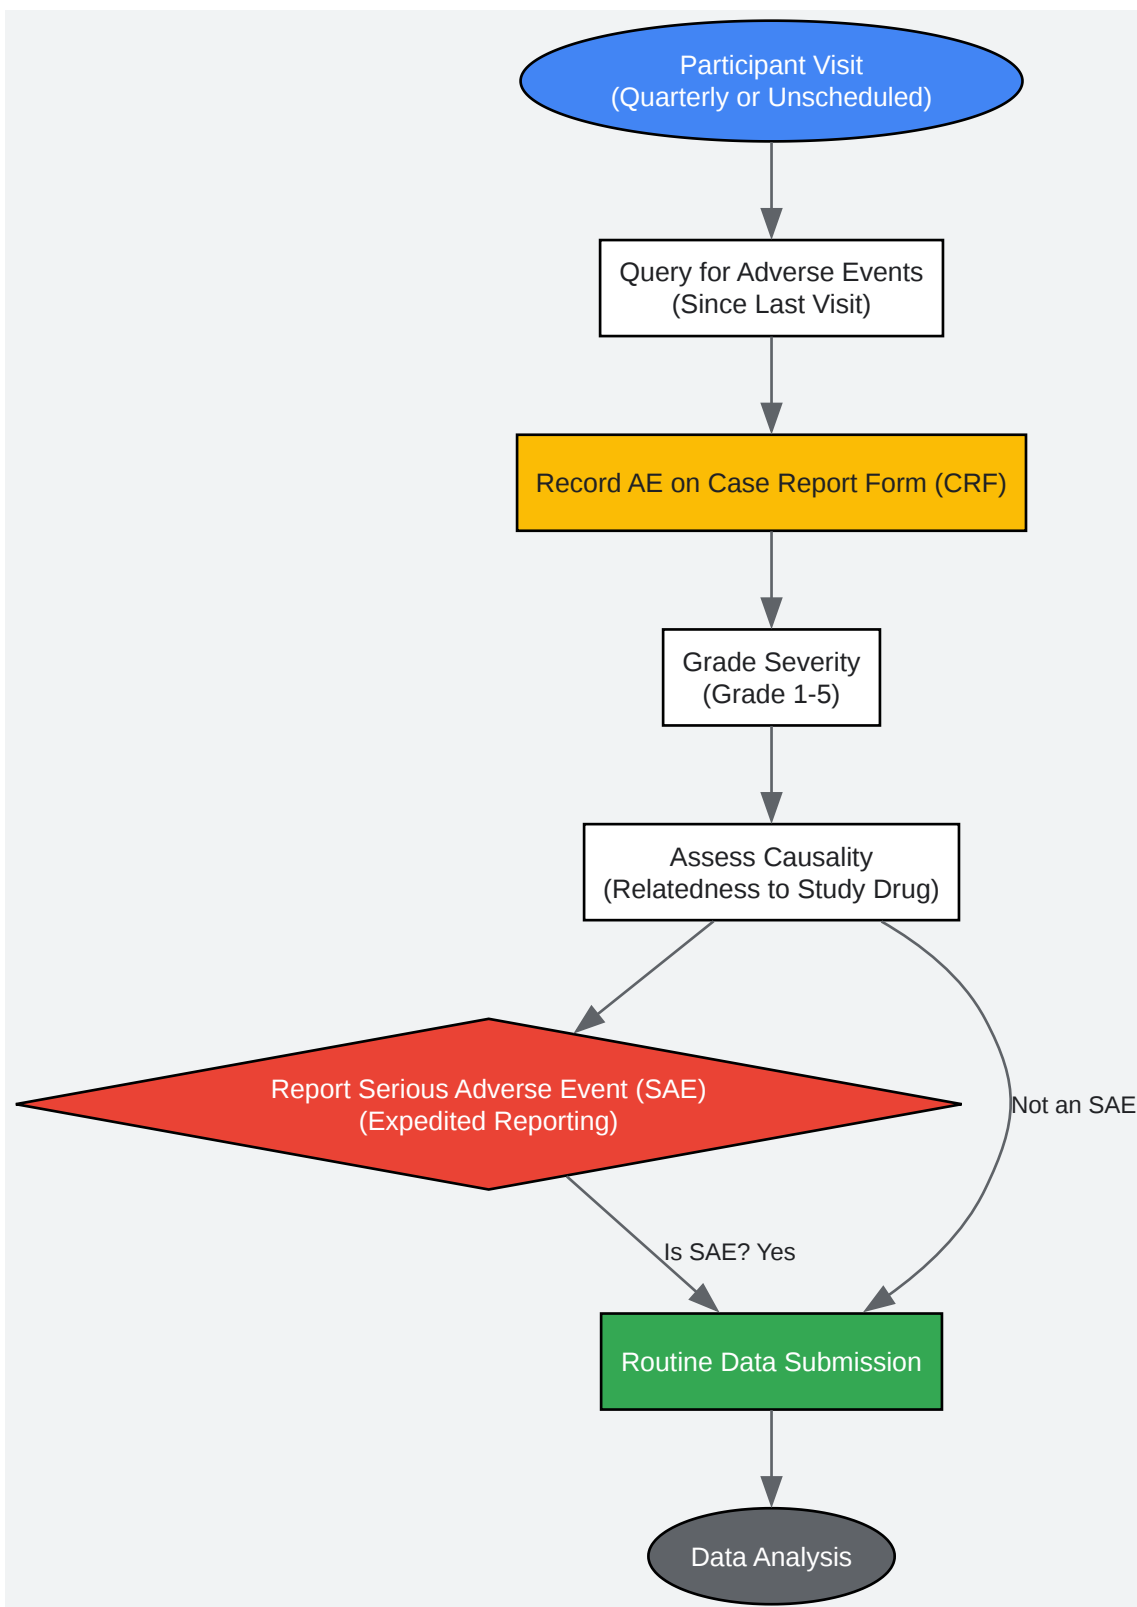 Participant Visit
(Quarterly or Unscheduled)
Query for Adverse Events
(Since Last Visit)
Record AE on Case Report Form (CRF)
Grade Severity
(Grade 1-5)
Assess Causality
(Relatedness to Study Drug)
Report Serious Adverse Event (SAE)
(Expedited Reporting)
Not an SAE
Is SAE? Yes
Routine Data Submission
Data Analysis